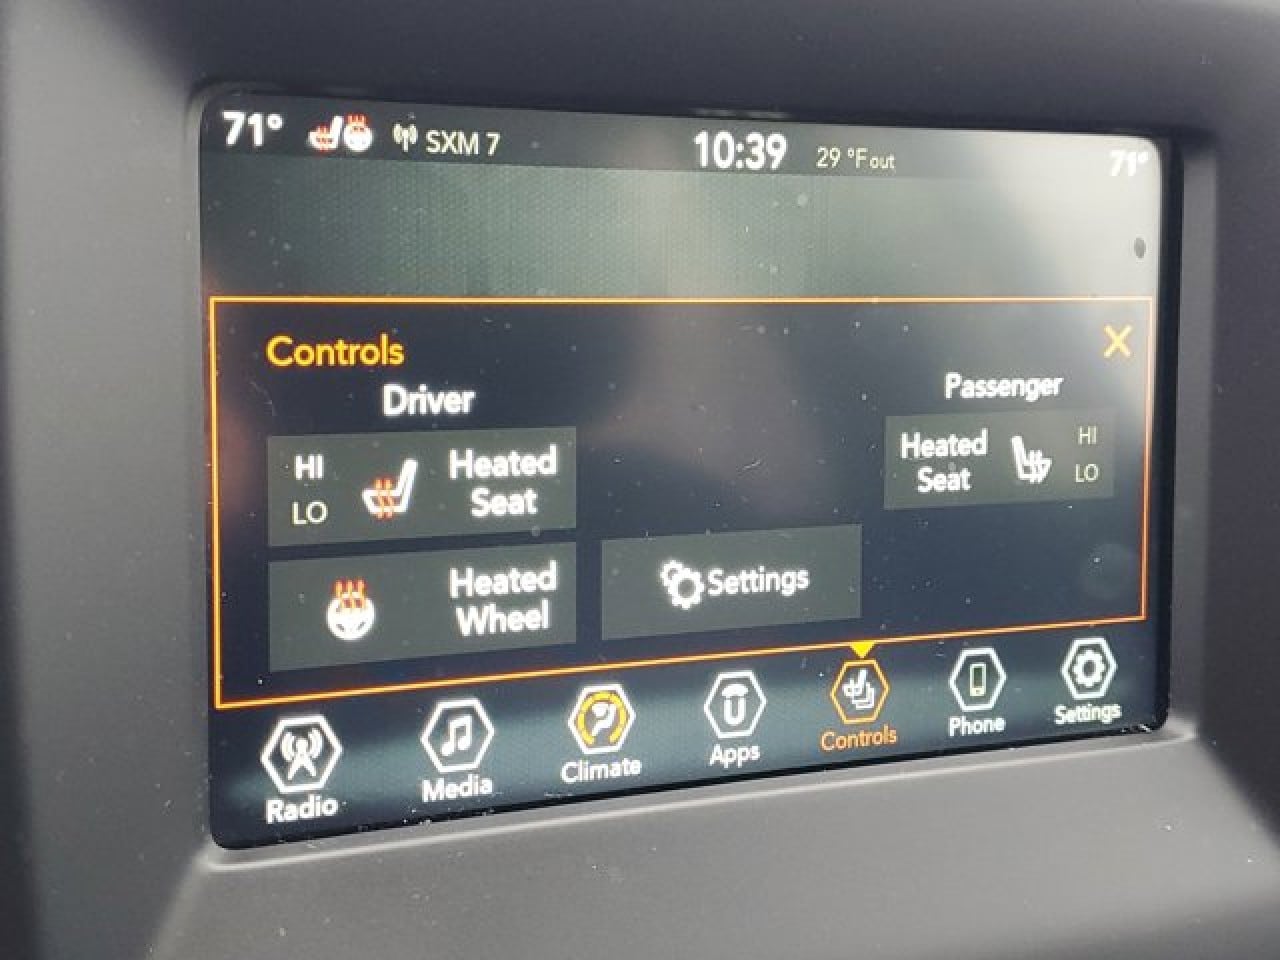 71° SXM 7 10:39 29 °F out 71°
Controls
Driver
Passenger
HI
LO
Heated
Seat
Heated
Seat
HI
LO
Heated
Wheel
Settings
Radio
Media
Climate
Apps
Controls
Phone
Settings